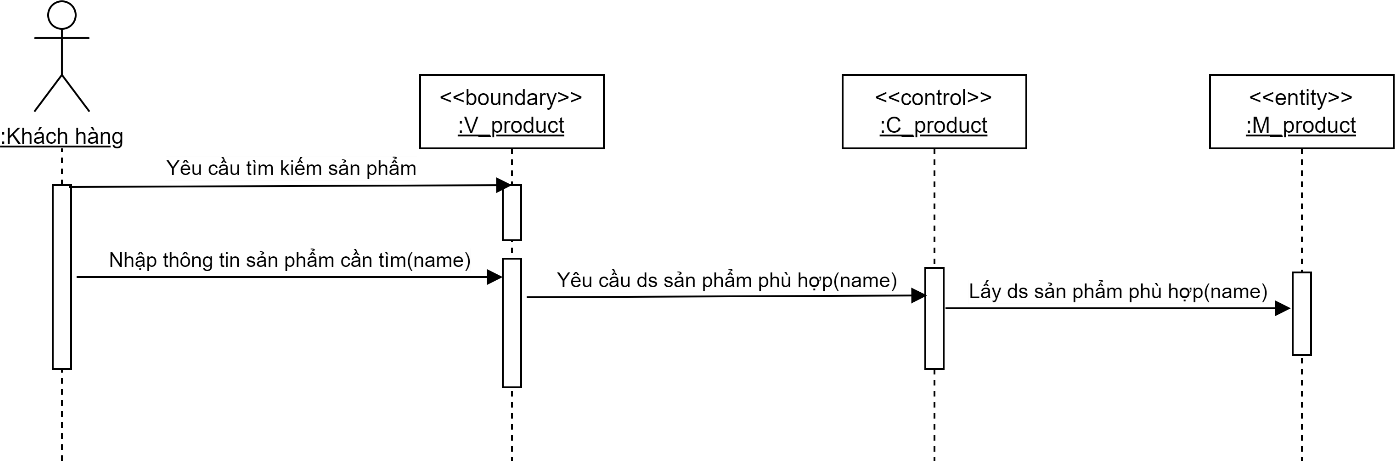 :Khách hàng
<<boundary>>
:V_product
<<control>>
:C_product
<<entity>>
:M_product
Yêu cầu tìm kiếm sản phẩm
Nhập thông tin sản phẩm cần tìm(name)
Yêu cầu ds sản phẩm phù hợp(name)
Lấy ds sản phẩm phù hợp(name)